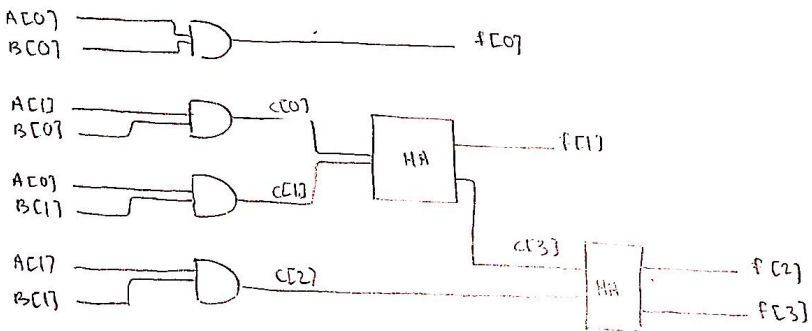 A[0]
B[0]
f[0]
A[1]
B[0]
C[0]
HA
f[1]
A[0]
B[1]
C[1]
C[3]
f[2]
A[1]
B[1]
C[2]
HA
f[3]